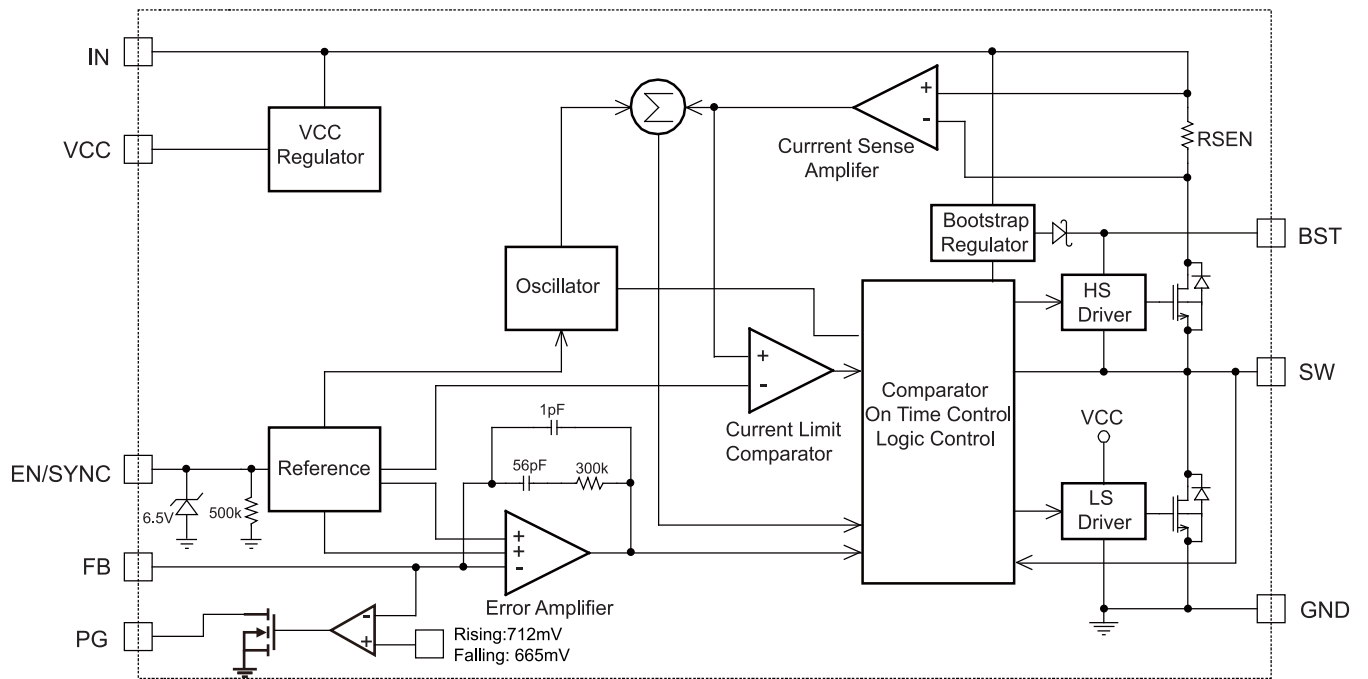 IN
VCC
VCC
Regulator
Σ
Currrent Sense
Amplifer
RSEN
Bootstrap
Regulator
BST
Oscillator
HS
Driver
SW
Comparator
On Time Control
Logic Control
Current Limit
Comparator
VCC
EN/SYNC
6.5V
500k
Reference
1pF
56pF
300k
LS
Driver
FB
Error Amplifier
PG
Rising:712mV
Falling: 665mV
GND
+
-
+
-
+
+
-
-
+